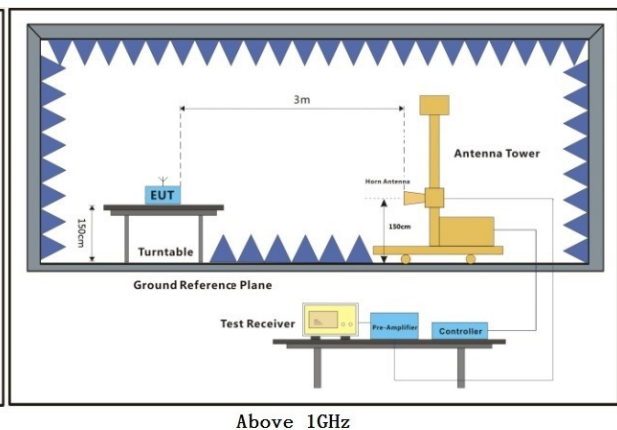 3m
Antenna Tower
Horn Antenna
EUT
150cm
150cm
Turntable
Ground Reference Plane
Test Receiver
Pre-Amplifier
Controller
Above 1GHz